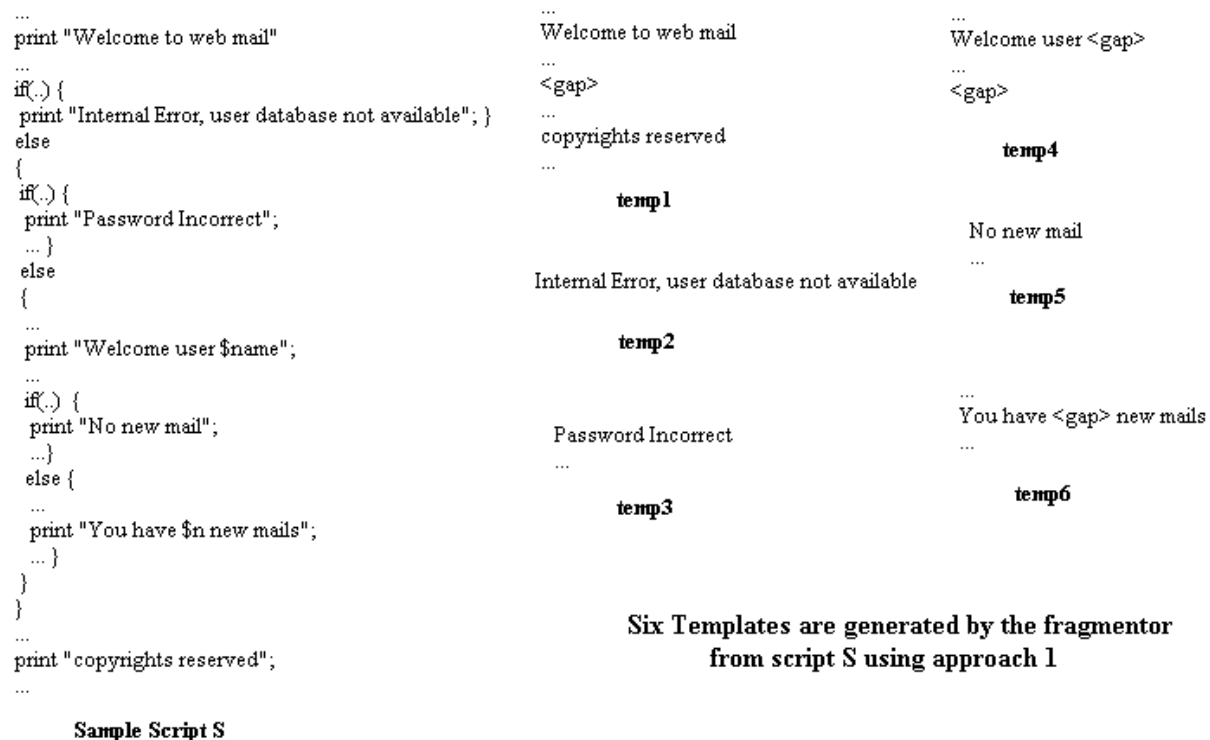 ...
print "Welcome to web mail"
...
if(..) {
print "Internal Error, user database not available"; }
else
{
if(..) {
print "Password Incorrect";
... }
else
{
...
print "Welcome user $name";
...
if(..) {
print "No new mail";
...}
else {
...
print "You have $n new mails";
... }
}
}
...
print "copyrights reserved";
...
Sample Script S
...
Welcome to web mail
...
<gap>
...
copyrights reserved
...
temp1
Internal Error, user database not available
temp2
Password Incorrect
...
temp3
...
Welcome user <gap>
...
<gap>
temp4
No new mail
...
temp5
...
You have <gap> new mails
...
temp6
Six Templates are generated by the fragmentor
from script S using approach 1